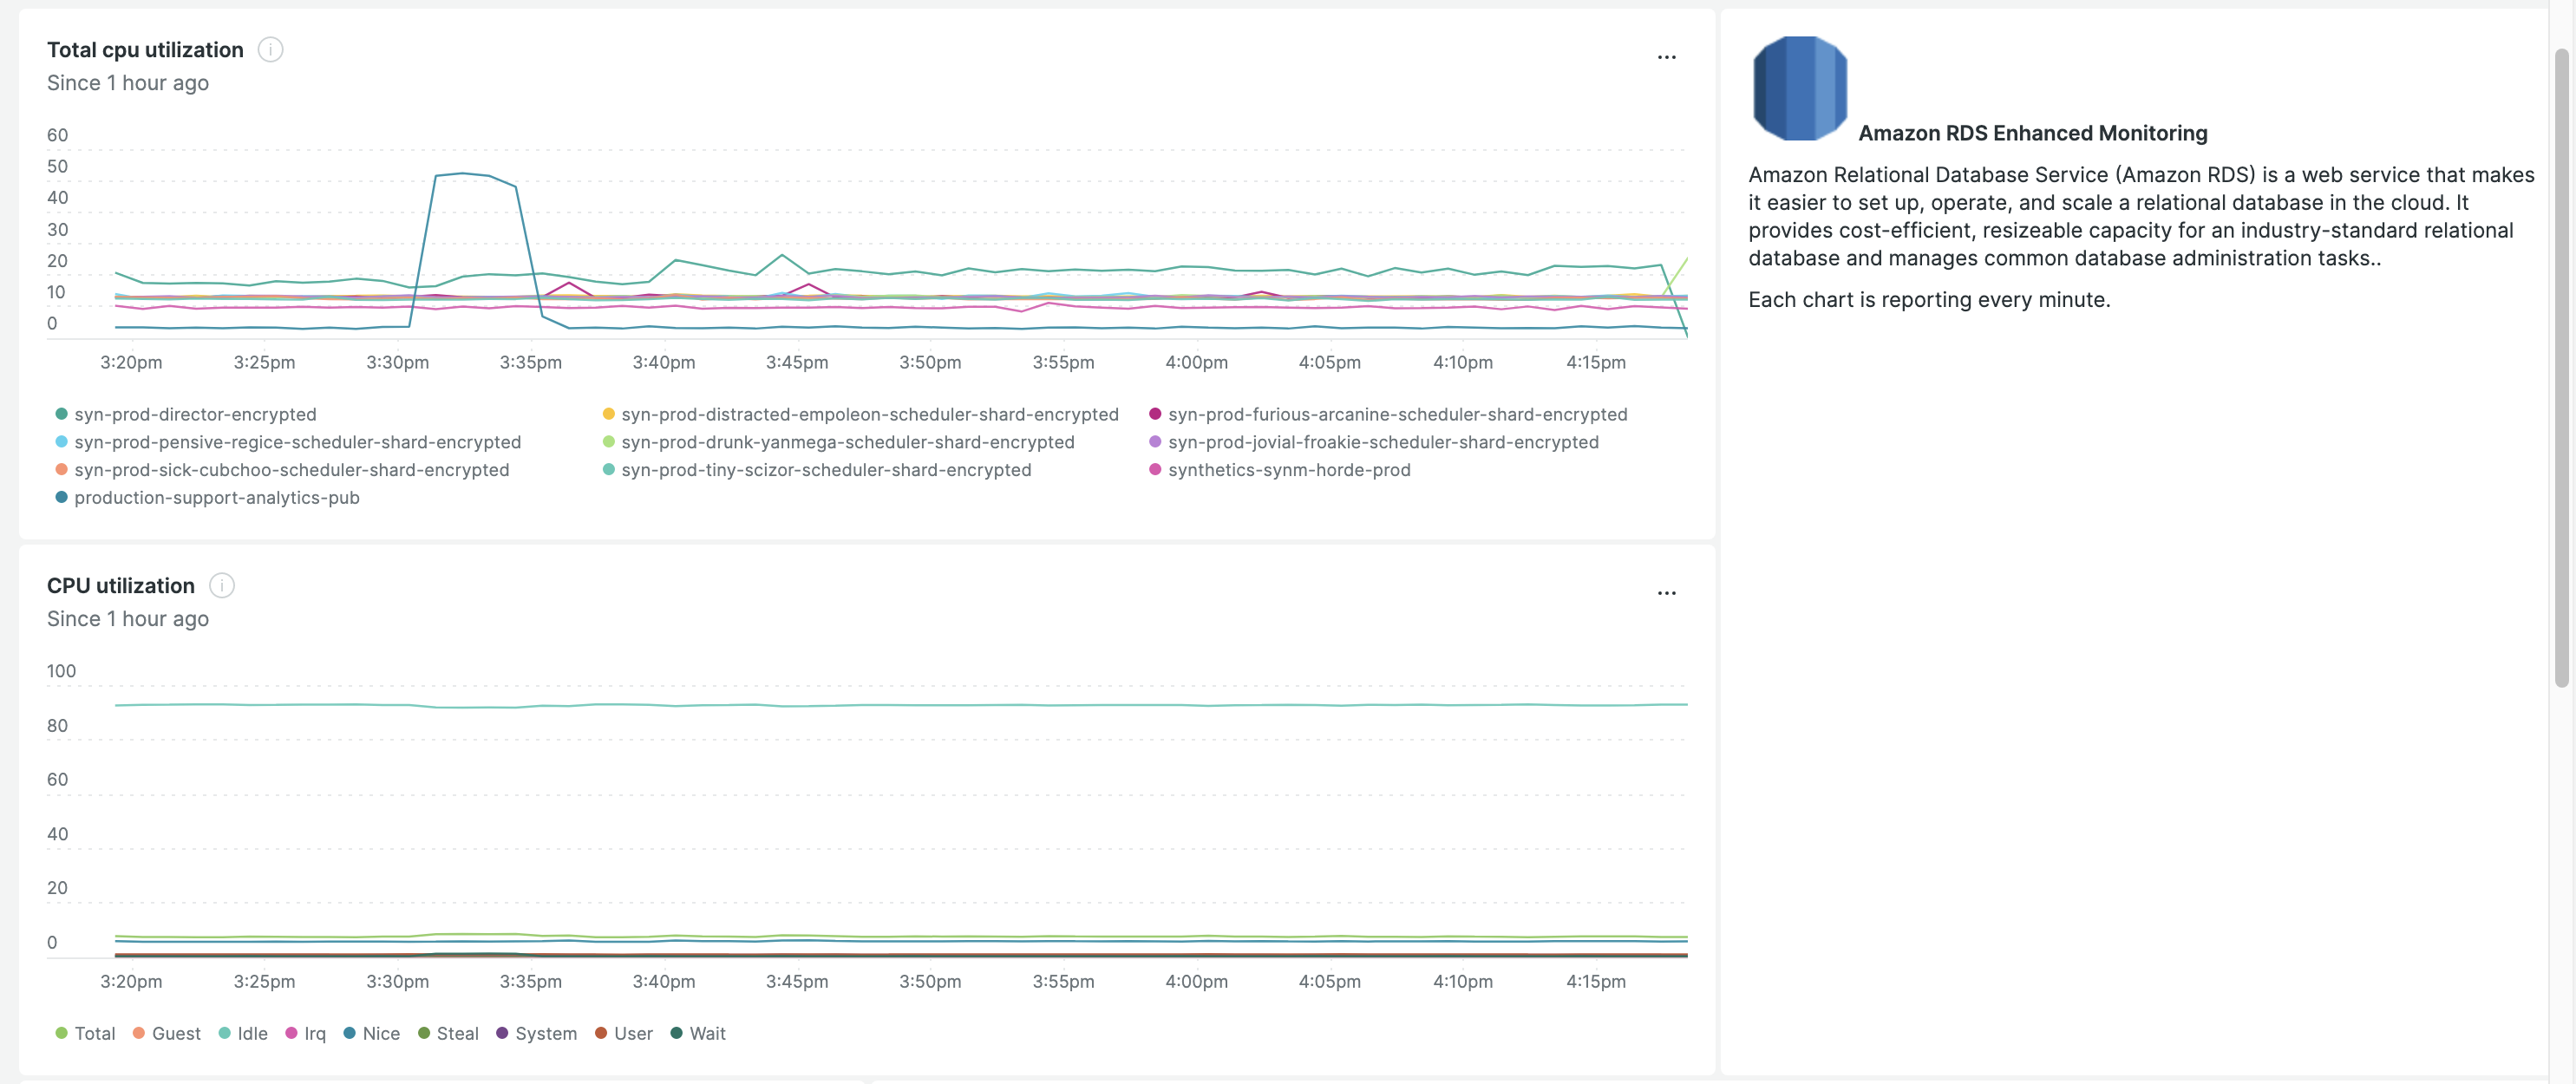 Total cpu utilization
Since 1 hour ago
60
50
40
30
20
10
0
3:20pm 3:25pm 3:30pm 3:35pm 3:40pm 3:45pm 3:50pm 3:55pm 4:00pm 4:05pm 4:10pm 4:15pm
syn-prod-director-encrypted syn-prod-distracted-empoleon-scheduler-shard-encrypted syn-prod-furious-arcanine-scheduler-shard-encrypted
syn-prod-pensive-regice-scheduler-shard-encrypted syn-prod-drunk-yanmega-scheduler-shard-encrypted syn-prod-jovial-froakie-scheduler-shard-encrypted
syn-prod-sick-cubchoo-scheduler-shard-encrypted syn-prod-tiny-scizor-scheduler-shard-encrypted synthetics-synm-horde-prod
production-support-analytics-pub
CPU utilization
Since 1 hour ago
100
80
60
40
20
0
3:20pm 3:25pm 3:30pm 3:35pm 3:40pm 3:45pm 3:50pm 3:55pm 4:00pm 4:05pm 4:10pm 4:15pm
Total Guest Idle Irq Nice Steal System User Wait
Amazon RDS Enhanced Monitoring
Amazon Relational Database Service (Amazon RDS) is a web service that makes
it easier to set up, operate, and scale a relational database in the cloud. It
provides cost-efficient, resizeable capacity for an industry-standard relational
database and manages common database administration tasks..
Each chart is reporting every minute.